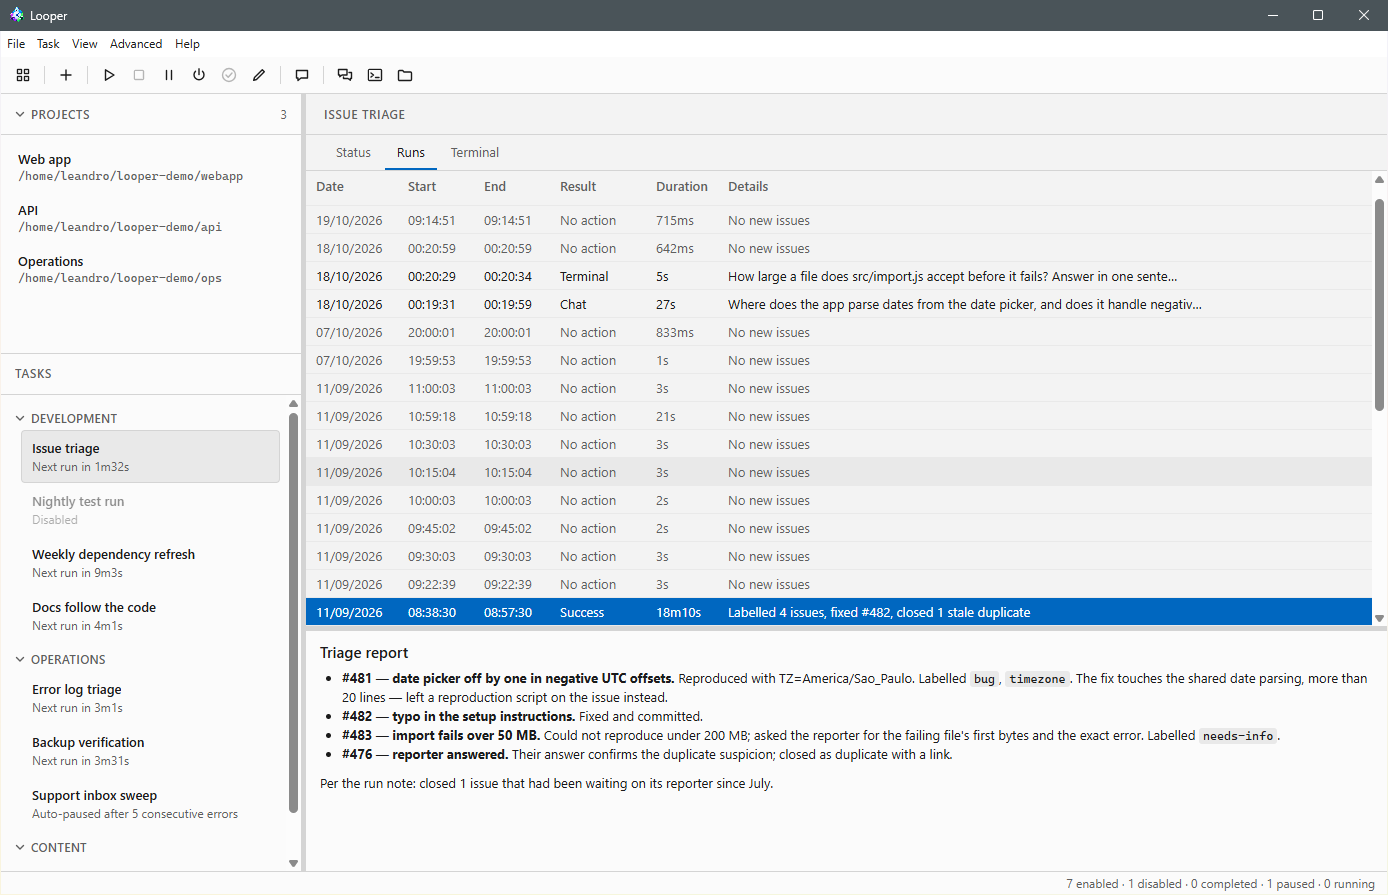 Looper
File Task View Advanced Help
PROJECTS 3
Web app
/home/leandro/looper-demo/webapp
API
/home/leandro/looper-demo/api
Operations
/home/leandro/looper-demo/ops
TASKS
DEVELOPMENT
Issue triage
Next run in 1m32s
Nightly test run
Disabled
Weekly dependency refresh
Next run in 9m3s
Docs follow the code
Next run in 4m1s
OPERATIONS
Error log triage
Next run in 3m1s
Backup verification
Next run in 3m31s
Support inbox sweep
Auto-paused after 5 consecutive errors
CONTENT
ISSUE TRIAGE
Status Runs Terminal
Date Start End Result Duration Details
19/10/2026 09:14:51 09:14:51 No action 715ms No new issues
18/10/2026 00:20:59 00:20:59 No action 642ms No new issues
18/10/2026 00:20:29 00:20:34 Terminal 5s How large a file does src/import.js accept before it fails? Answer in one sente...
18/10/2026 00:19:31 00:19:59 Chat 27s Where does the app parse dates from the date picker, and does it handle negativ...
07/10/2026 20:00:01 20:00:01 No action 833ms No new issues
07/10/2026 19:59:53 19:59:53 No action 1s No new issues
11/09/2026 11:00:03 11:00:03 No action 3s No new issues
11/09/2026 10:59:18 10:59:18 No action 21s No new issues
11/09/2026 10:30:03 10:30:03 No action 3s No new issues
11/09/2026 10:15:04 10:15:04 No action 3s No new issues
11/09/2026 10:00:03 10:00:03 No action 2s No new issues
11/09/2026 09:45:02 09:45:02 No action 2s No new issues
11/09/2026 09:30:03 09:30:03 No action 3s No new issues
11/09/2026 09:22:39 09:22:39 No action 3s No new issues
11/09/2026 08:38:30 08:57:30 Success 18m10s Labelled 4 issues, fixed #482, closed 1 stale duplicate
Triage report
• #481 — date picker off by one in negative UTC offsets. Reproduced with TZ=America/Sao_Paulo. Labelled bug, timezone. The fix touches the shared date parsing, more than
20 lines — left a reproduction script on the issue instead.
• #482 — typo in the setup instructions. Fixed and committed.
• #483 — import fails over 50 MB. Could not reproduce under 200 MB; asked the reporter for the failing file's first bytes and the exact error. Labelled needs-info.
• #476 — reporter answered. Their answer confirms the duplicate suspicion; closed as duplicate with a link.
Per the run note: closed 1 issue that had been waiting on its reporter since July.
7 enabled · 1 disabled · 0 completed · 1 paused · 0 running